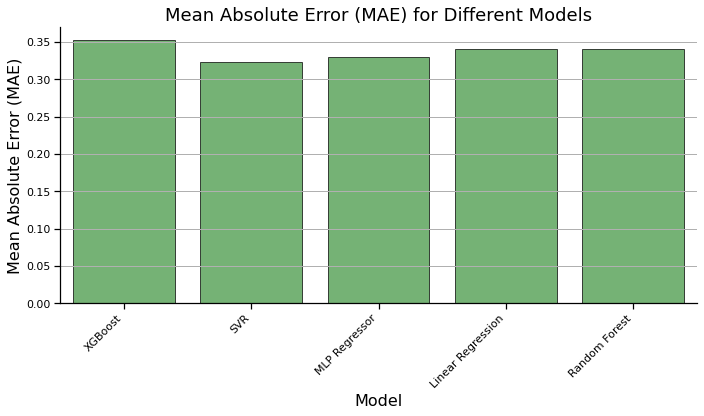 Mean Absolute Error (MAE) for Different Models
Mean Absolute Error (MAE)
0.35
0.30
0.25
0.20
0.15
0.10
0.05
0.00
XGBoost
SVR
MLP Regressor
Linear Regression
Random Forest
Model